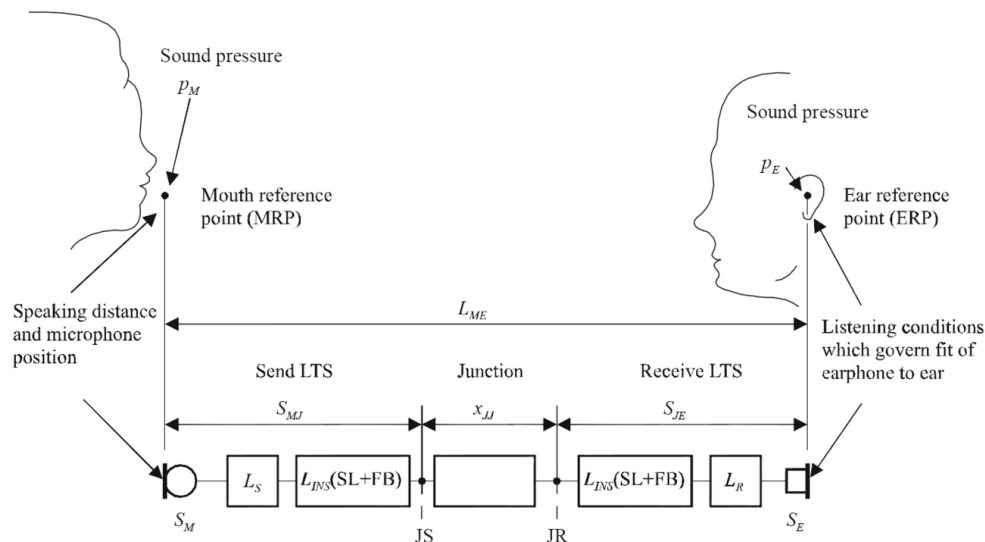 Sound pressure
p_M
Sound pressure
p_E
Mouth reference
point (MRP)
Ear reference
point (ERP)
Speaking distance
and microphone
position
L_ME
Listening conditions
which govern fit of
earphone to ear
Send LTS
Junction
Receive LTS
S_MJ
x_JJ
S_JE
L_S
L_INS(SL+FB)
L_INS(SL+FB)
L_R
S_M
JS
JR
S_E